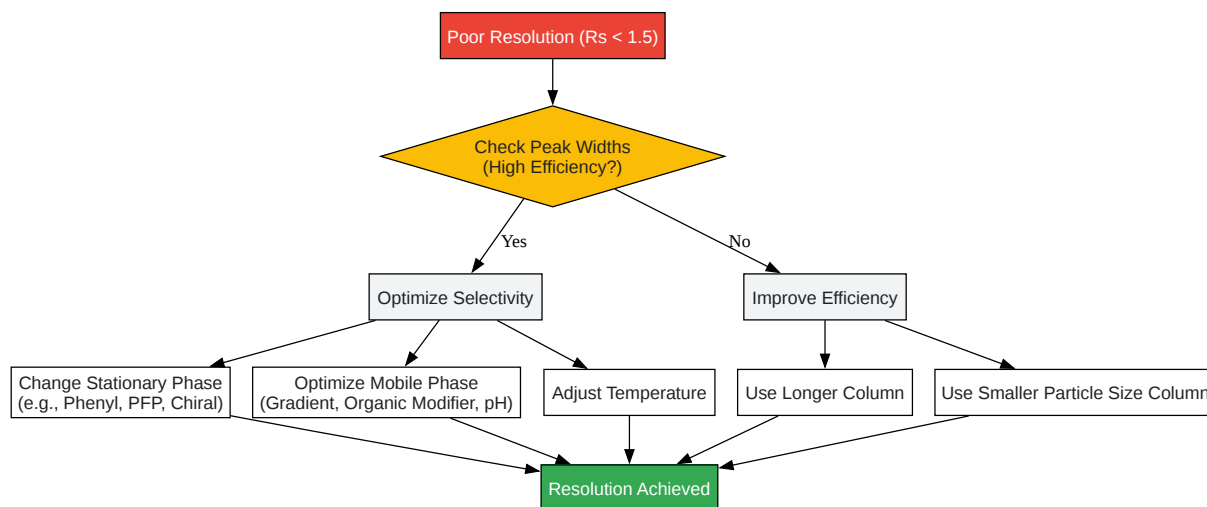 Poor Resolution (Rs < 1.5)
Check Peak Widths
(High Efficiency?)
Yes
No
Optimize Selectivity
Improve Efficiency
Change Stationary Phase
(e.g., Phenyl, PFP, Chiral)
Optimize Mobile Phase
(Gradient, Organic Modifier, pH)
Adjust Temperature
Use Longer Column
Use Smaller Particle Size Column
Resolution Achieved